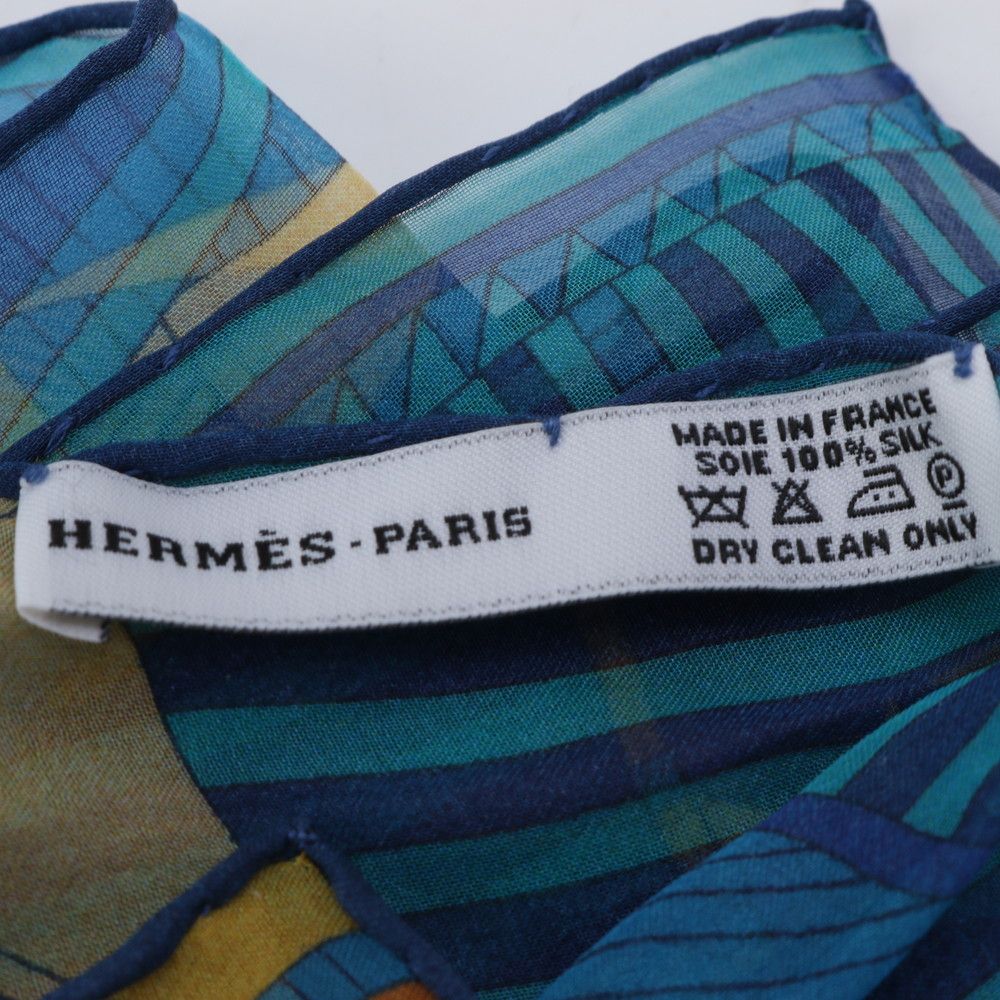 HERMÈS - PARIS
MADE IN FRANCE
SOIE 100% SILK
P
DRY CLEAN ONLY